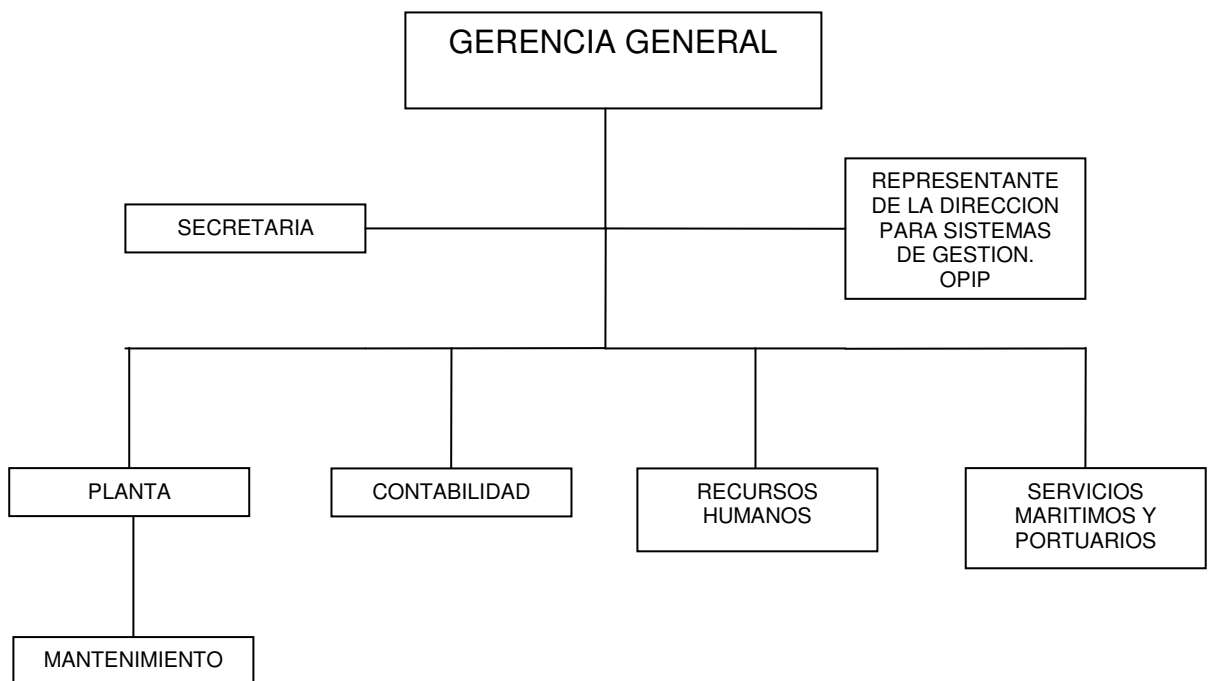 GERENCIA GENERAL
SECRETARIA
REPRESENTANTE
DE LA DIRECCION
PARA SISTEMAS
DE GESTION.
OPIP
PLANTA
CONTABILIDAD
RECURSOS
HUMANOS
SERVICIOS
MARITIMOS Y
PORTUARIOS
MANTENIMIENTO